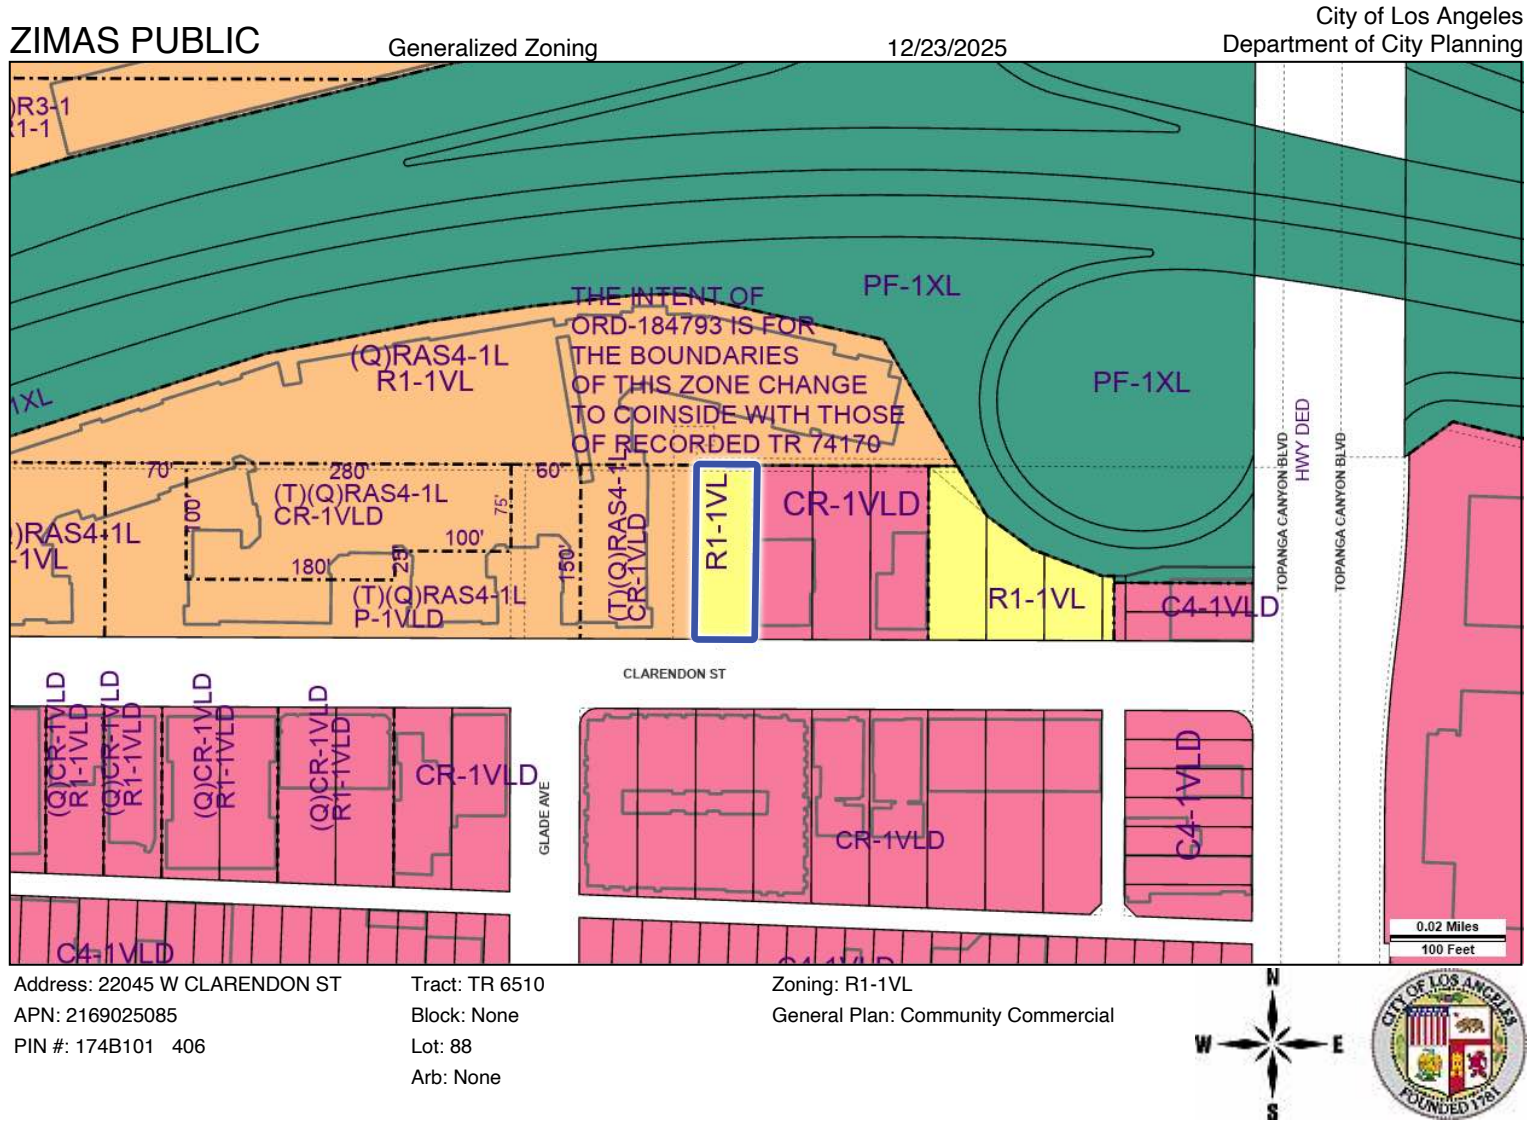 ZIMAS PUBLIC
Generalized Zoning
12/23/2025
City of Los Angeles
Department of City Planning
)R3-1
R1-1
PF-1XL
THE INTENT OF
ORD-184793 IS FOR
THE BOUNDARIES
OF THIS ZONE CHANGE
TO COINSIDE WITH THOSE
OF RECORDED TR 74170
(Q)RAS4-1L
R1-1VL
PF-1XL
1XL
HWY DED
TOPANGA CANYON BLVD
TOPANGA CANYON BLVD
70'
280'
60'
(T)(Q)RAS4-1L
CR-1VLD
100'
75'
)RAS4-1L
-1VL
100'
180'
25'
150'
(T)(Q)RAS4-1L
P-1VLD
(T)(Q)RAS4-1L
CR-1VLD
R1-1VL
CR-1VLD
R1-1VL
C4-1VLD
CLARENDON ST
(Q)CR-1VLD
R1-1VLD
(Q)CR-1VLD
R1-1VLD
(Q)CR-1VLD
R1-1VLD
(Q)CR-1VLD
R1-1VLD
CR-1VLD
GLADE AVE
CR-1VLD
C4-1VLD
C4-1VLD
C4-1VLD
0.02 Miles
100 Feet
Address: 22045 W CLARENDON ST
APN: 2169025085
PIN #: 174B101 406
Tract: TR 6510
Block: None
Lot: 88
Arb: None
Zoning: R1-1VL
General Plan: Community Commercial
N
W
E
S
CITY OF LOS ANGELES
FOUNDED 1781